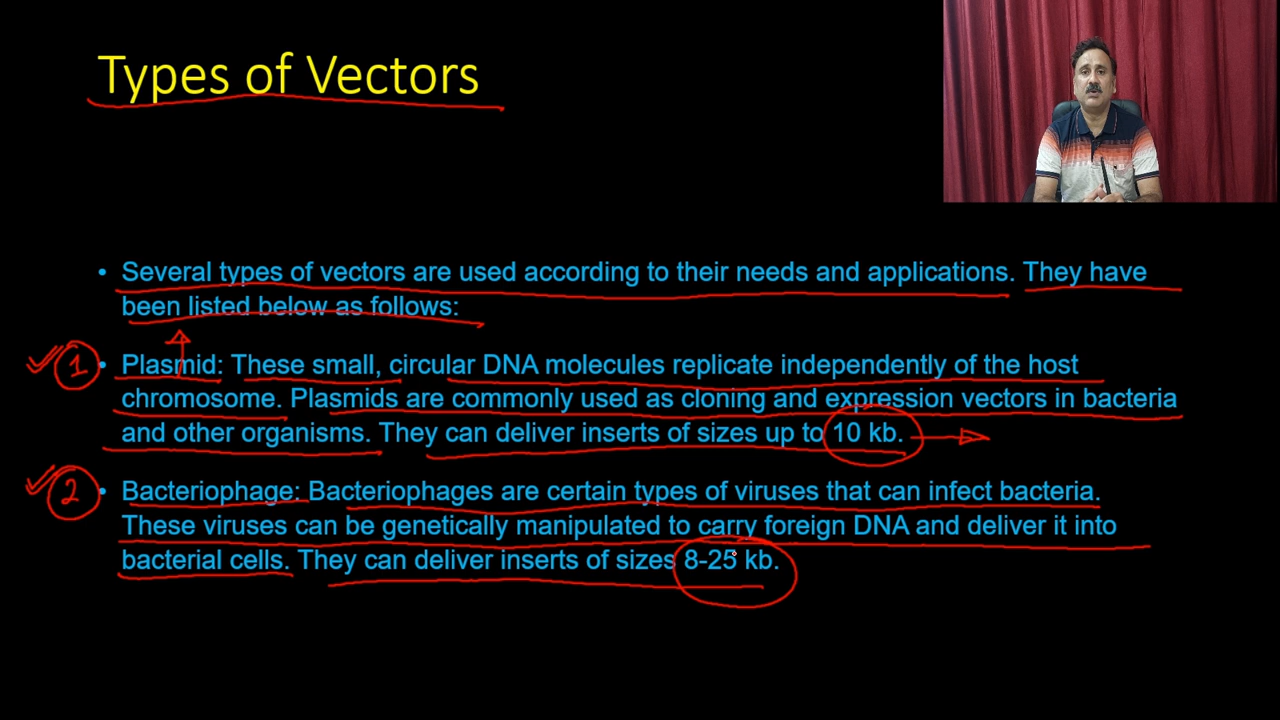 Types of Vectors
• Several types of vectors are used according to their needs and applications. They have
been listed below as follows:
1 • Plasmid: These small, circular DNA molecules replicate independently of the host
chromosome. Plasmids are commonly used as cloning and expression vectors in bacteria
and other organisms. They can deliver inserts of sizes up to 10 kb.
2 • Bacteriophage: Bacteriophages are certain types of viruses that can infect bacteria.
These viruses can be genetically manipulated to carry foreign DNA and deliver it into
bacterial cells. They can deliver inserts of sizes 8-25 kb.